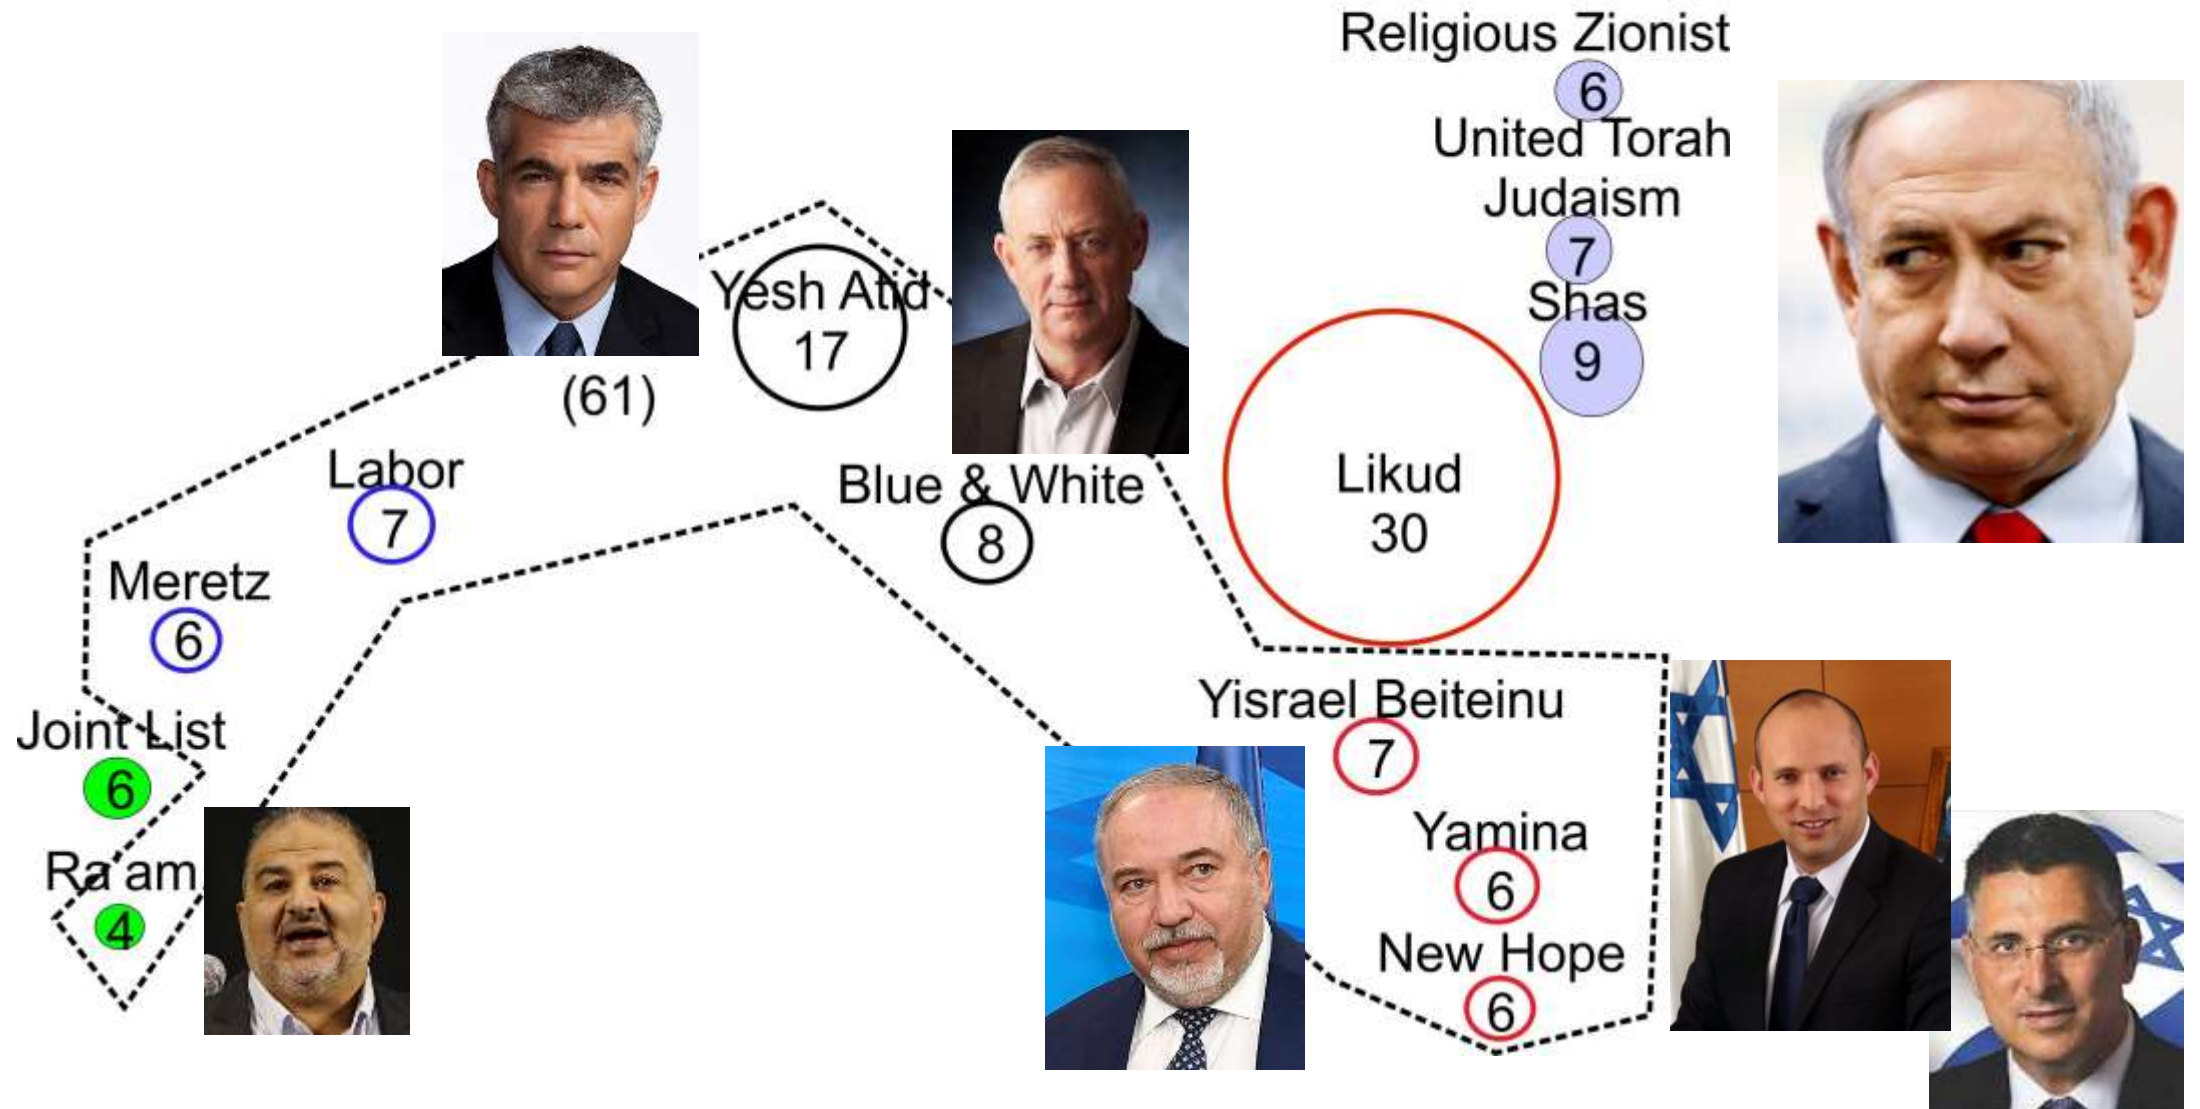 Religious Zionist
6
United Torah
Judaism
7
Shas
9
Yesh Atid
17
(61)
Likud
30
Labor
7
Blue & White
8
Meretz
6
Joint List
6
Ra'am
4
Yisrael Beiteinu
7
Yamina
6
New Hope
6